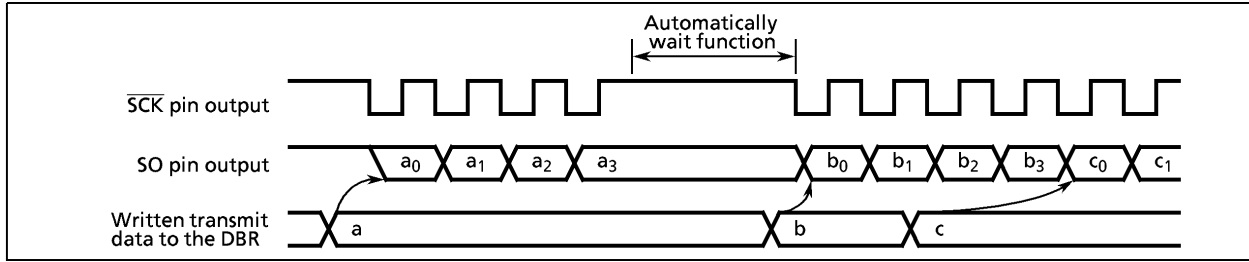 Automatically
wait function
S̅C̅K̅ pin output
SO pin output
a₀ a₁ a₂ a₃ b₀ b₁ b₂ b₃ c₀ c₁
Written transmit
data to the DBR
a b c